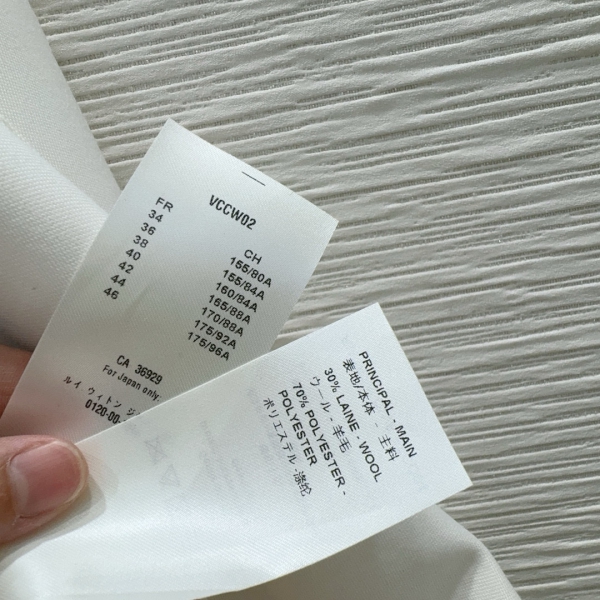 VCCW02
FR
34
36
38
40
42
44
46
CH
155/80A
155/84A
160/84A
165/88A
170/88A
175/92A
175/96A
CA 36929
For Japan only.
ルイ ヴィトン ジ
0120-00-
PRINCIPAL - MAIN
表地/本体 - 主料
30% LAINE - WOOL
ウール - 羊毛
70% POLYESTER -
POLYESTER
ポリエステル -涤纶